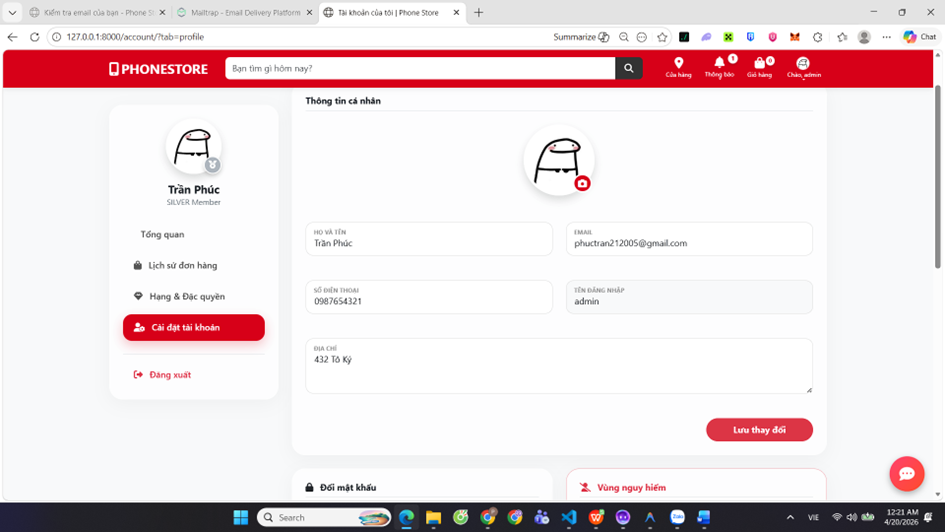 Kiểm tra email của bạn - Phone St
Mailtrap - Email Delivery Platform
Tài khoản của tôi | Phone Store
127.0.0.1:8000/account/?tab=profile
Summarize
Chat
PHONESTORE
Bạn tìm gì hôm nay?
Cửa hàng
1
Thông báo
0
Giỏ hàng
Chào, admin
Trần Phúc
SILVER Member
Tổng quan
Lịch sử đơn hàng
Hạng & Đặc quyền
Cài đặt tài khoản
Đăng xuất
Thông tin cá nhân
HỌ VÀ TÊN
Trần Phúc
EMAIL
phuctran212005@gmail.com
SỐ ĐIỆN THOẠI
0987654321
TÊN ĐĂNG NHẬP
admin
ĐỊA CHỈ
432 Tô Ký
Lưu thay đổi
Đổi mật khẩu
Vùng nguy hiểm
Search
VIE
12:21 AM
4/20/2026